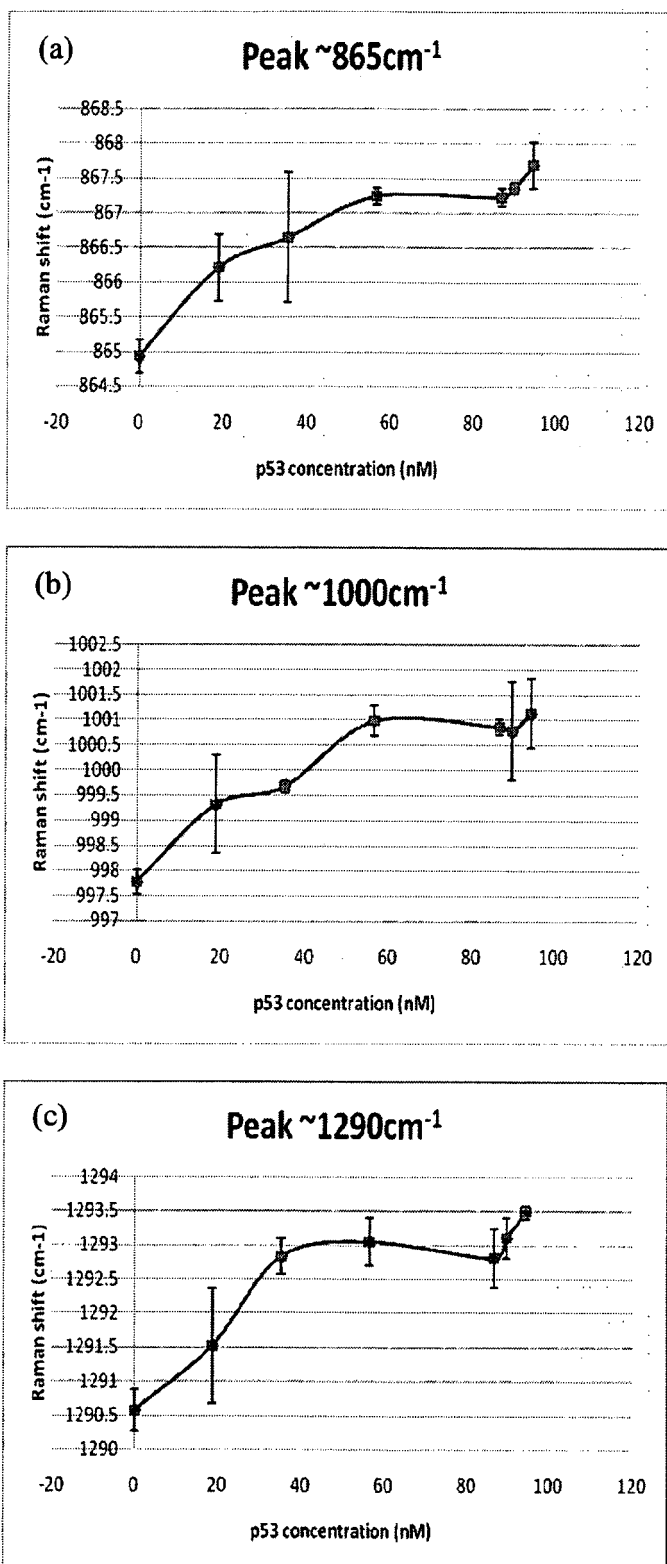 (a)
Peak ~865cm-1
Raman shift (cm-1)
868.5
868
867.5
867
866.5
866
865.5
865
864.5
-20 0 20 40 60 80 100 120
p53 concentration (nM)
(b)
Peak ~1000cm-1
Raman shift (cm-1)
1002.5
1002
1001.5
1001
1000.5
1000
999.5
999
998.5
998
997.5
997
-20 0 20 40 60 80 100 120
p53 concentration (nM)
(c)
Peak ~1290cm-1
Raman shift (cm-1)
1294
1293.5
1293
1292.5
1292
1291.5
1291
1290.5
1290
-20 0 20 40 60 80 100 120
p53 concentration (nM)